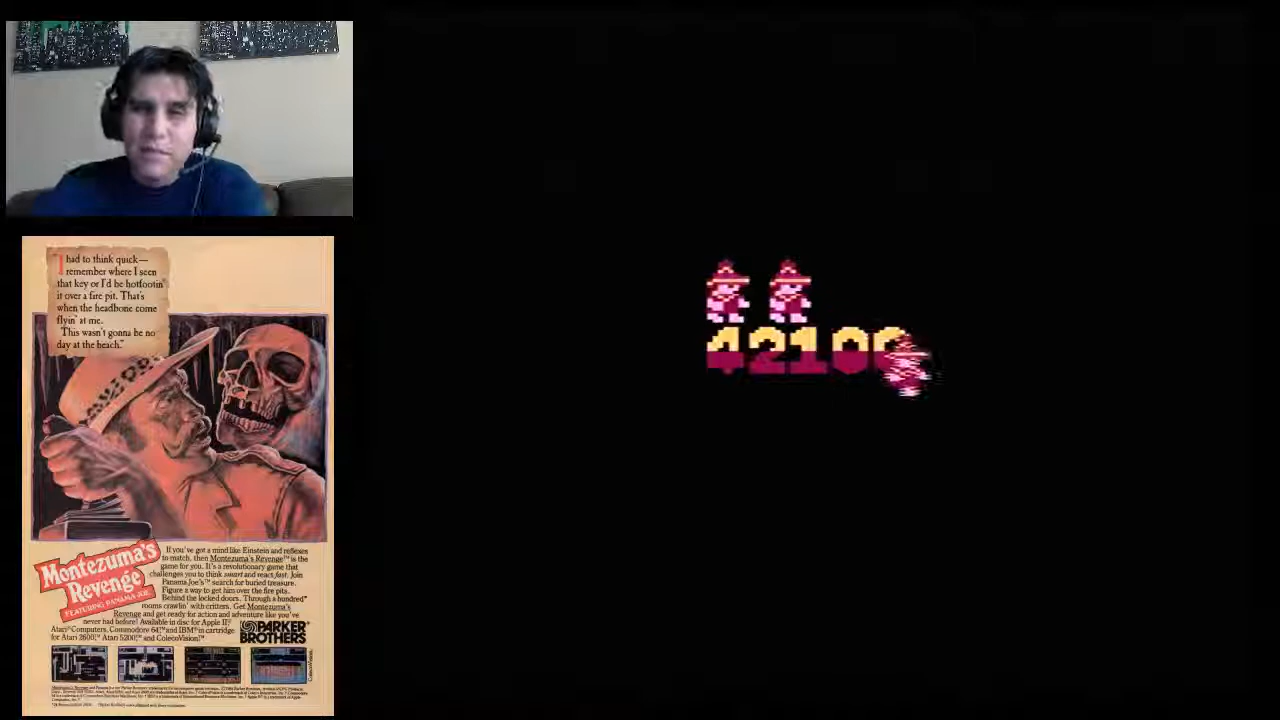 "I had to think quick—
remember where I seen
that key or I'd be hotfootin'
it over a fire pit. That's
when the headbone come
flyin' at me.
"This wasn't gonna be no
day at the beach."
42100
Montezuma's
Revenge
FEATURING PANAMA JOE
If you've got a mind like Einstein and reflexes
to match, then Montezuma's Revenge™ is the
game for you. It's a revolutionary game that
challenges you to think smart and react fast. Join
Panama Joe's™ search for buried treasure.
Figure a way to get him over the fire pits.
Behind the locked doors. Through a hundred
rooms crawlin' with critters. Get Montezuma's
Revenge and get ready for action and adventure like you've
never had before! Available in disc for Apple II,
Atari Computers, Commodore 64, and IBM in cartridge
for Atari 2600, Atari 5200, and ColecoVision.
PARKER
BROTHERS